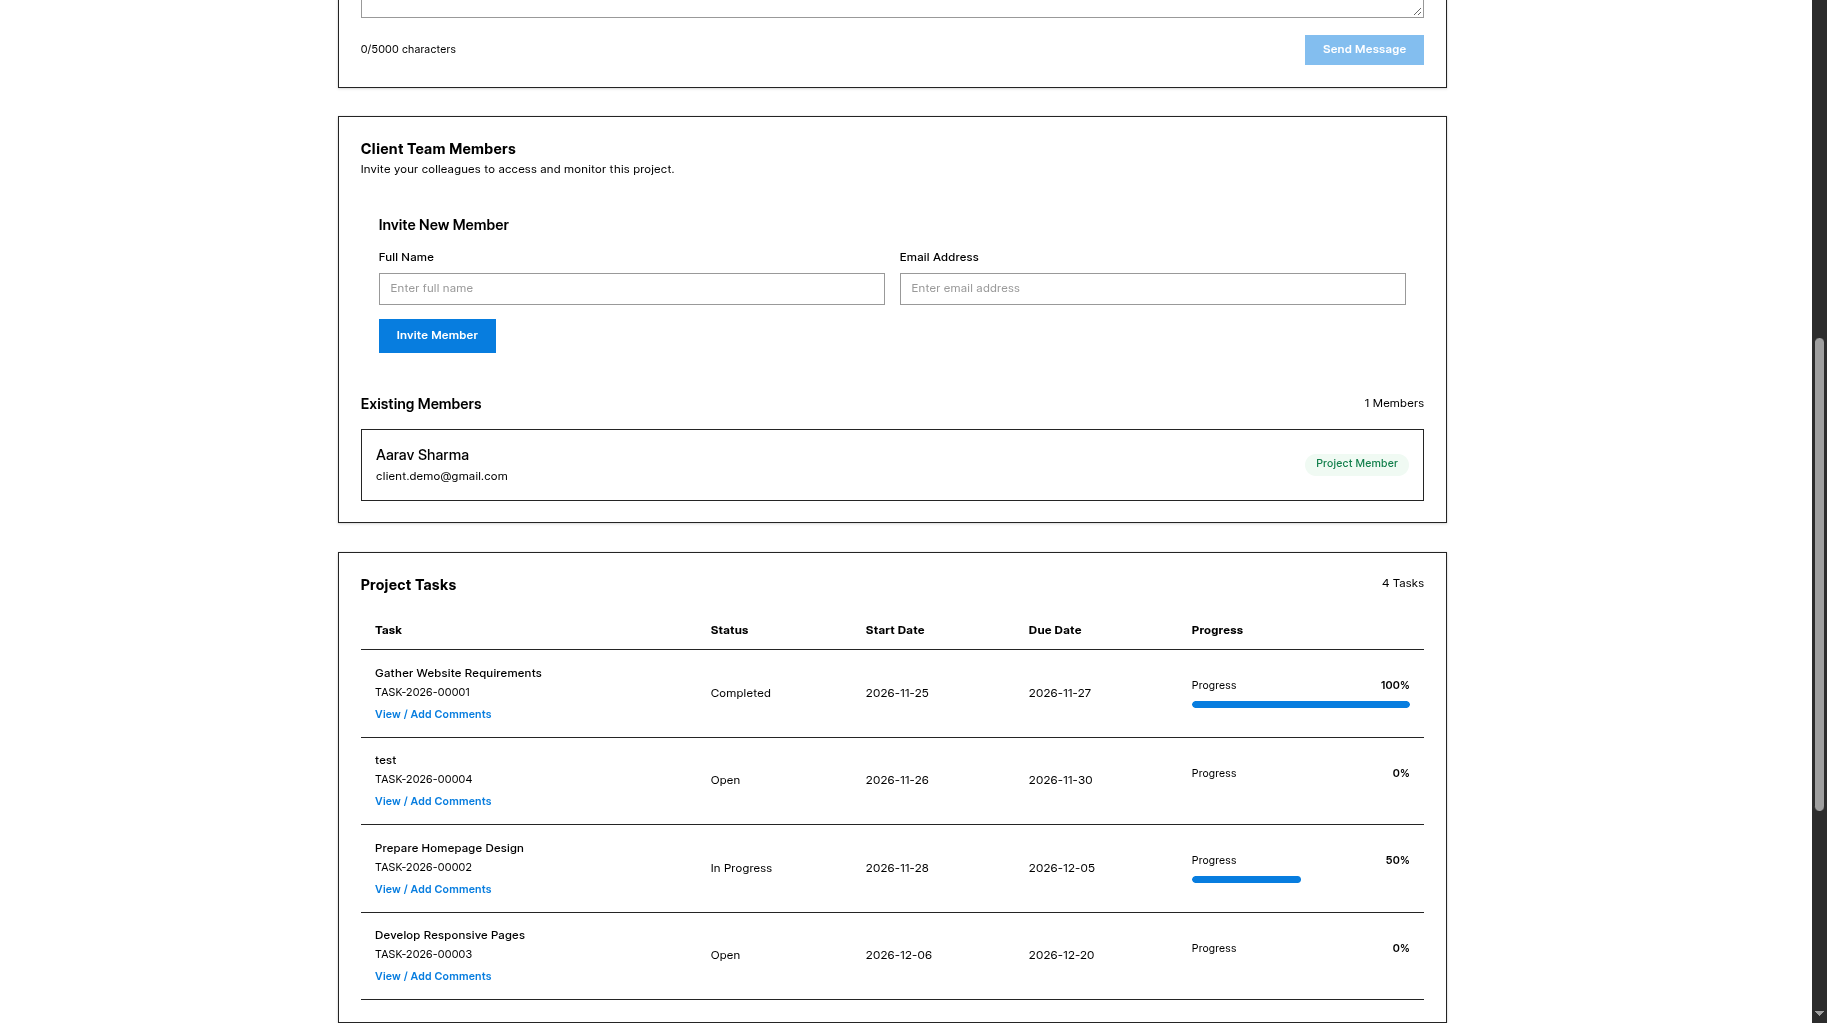 0/5000 characters
Send Message
Client Team Members
Invite your colleagues to access and monitor this project.
Invite New Member
Full Name
Email Address
Enter full name
Enter email address
Invite Member
Existing Members
1 Members
Aarav Sharma
client.demo@gmail.com
Project Member
Project Tasks
4 Tasks
Task Status Start Date Due Date Progress
Gather Website Requirements
TASK-2026-00001
View / Add Comments
Completed
2026-11-25
2026-11-27
Progress 100%
test
TASK-2026-00004
View / Add Comments
Open
2026-11-26
2026-11-30
Progress 0%
Prepare Homepage Design
TASK-2026-00002
View / Add Comments
In Progress
2026-11-28
2026-12-05
Progress 50%
Develop Responsive Pages
TASK-2026-00003
View / Add Comments
Open
2026-12-06
2026-12-20
Progress 0%